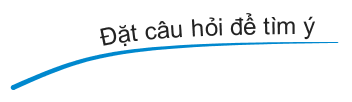 Đặt câu hỏi để tìm ý